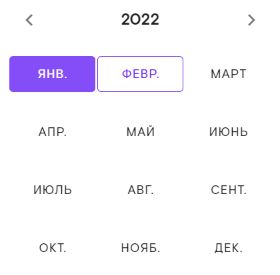 2022
ЯНВ. ФЕВР. МАРТ
АПР. МАЙ ИЮНЬ
ИЮЛЬ АВГ. СЕНТ.
ОКТ. НОЯБ. ДЕК.